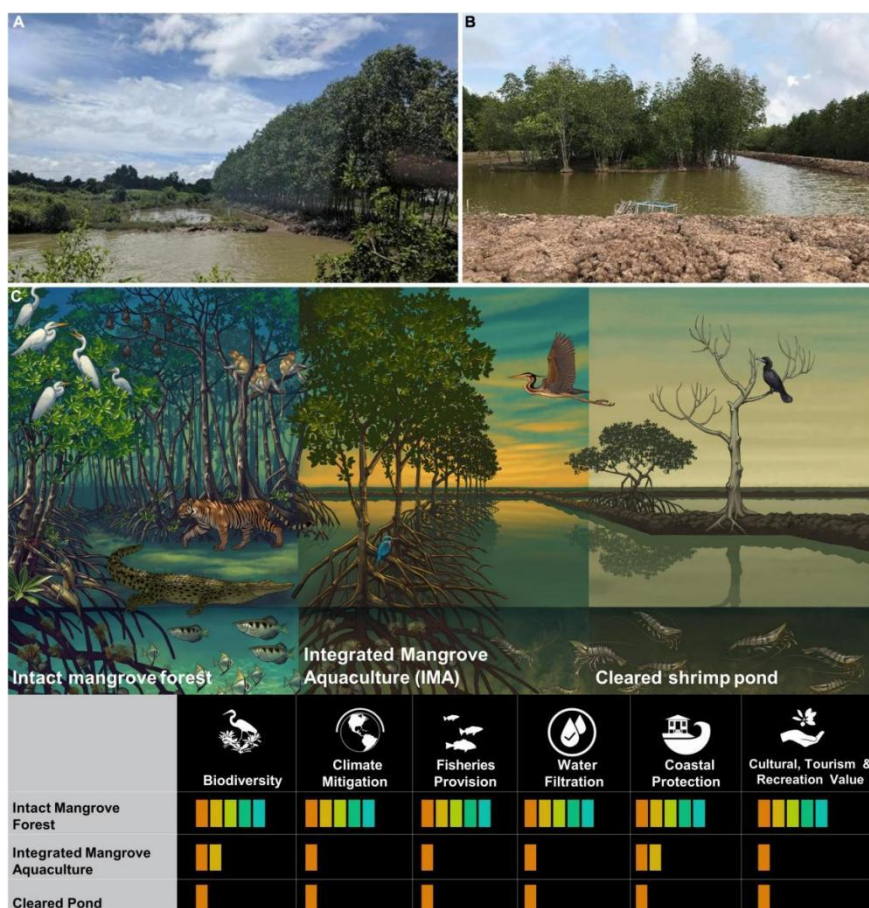 A
B
C
Intact mangrove forest
Integrated Mangrove
Aquaculture (IMA)
Cleared shrimp pond
Biodiversity
Climate
Mitigation
Fisheries
Provision
Water
Filtration
Coastal
Protection
Cultural, Tourism &
Recreation Value
Intact Mangrove
Forest
Integrated Mangrove
Aquaculture
Cleared Pond